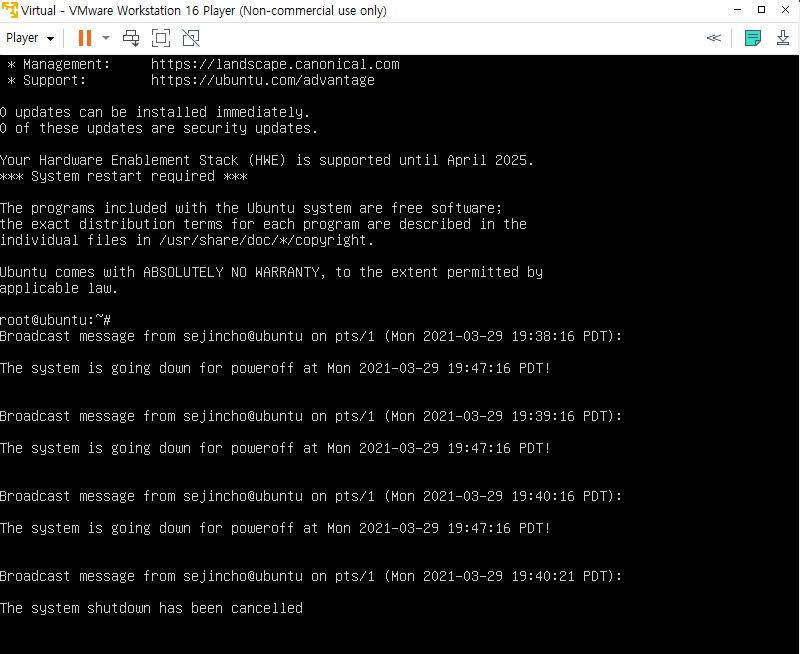 Virtual - VMware Workstation 16 Player (Non-commercial use only)
Player
 * Management:     https://landscape.canonical.com
 * Support:        https://ubuntu.com/advantage
0 updates can be installed immediately.
0 of these updates are security updates.
Your Hardware Enablement Stack (HWE) is supported until April 2025.
*** System restart required ***
The programs included with the Ubuntu system are free software;
the exact distribution terms for each program are described in the
individual files in /usr/share/doc/*/copyright.
Ubuntu comes with ABSOLUTELY NO WARRANTY, to the extent permitted by
applicable law.
root@ubuntu:~#
Broadcast message from sejincho@ubuntu on pts/1 (Mon 2021-03-29 19:38:16 PDT):
The system is going down for poweroff at Mon 2021-03-29 19:47:16 PDT!
Broadcast message from sejincho@ubuntu on pts/1 (Mon 2021-03-29 19:39:16 PDT):
The system is going down for poweroff at Mon 2021-03-29 19:47:16 PDT!
Broadcast message from sejincho@ubuntu on pts/1 (Mon 2021-03-29 19:40:16 PDT):
The system is going down for poweroff at Mon 2021-03-29 19:47:16 PDT!
Broadcast message from sejincho@ubuntu on pts/1 (Mon 2021-03-29 19:40:21 PDT):
The system shutdown has been cancelled